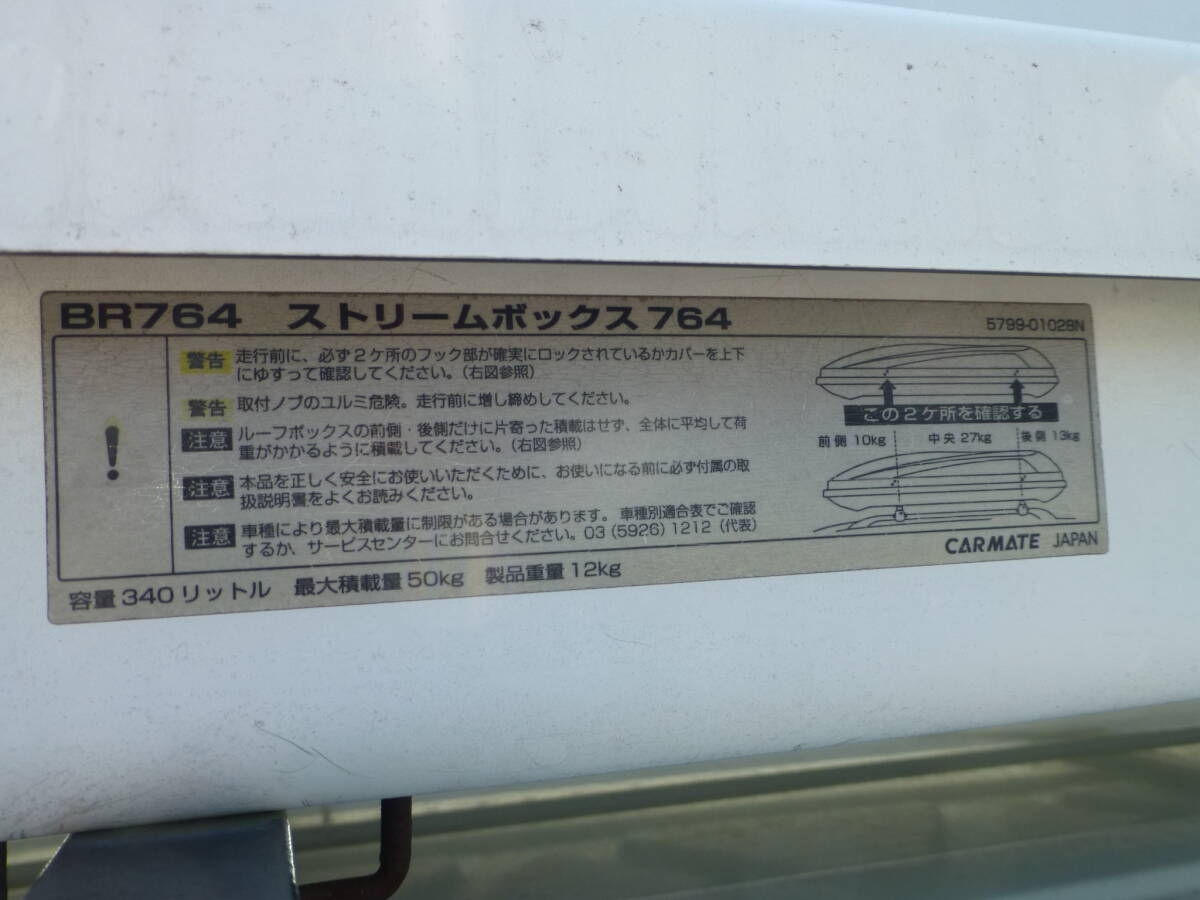 BR764 ストリームボックス764
5799-01028N
!
警告 走行前に、必ず2ケ所のフック部が確実にロックされているかカバーを上下
にゆすって確認してください。(右図参照)
警告 取付ノブのユルミ危険。走行前に増し締めしてください。
注意 ルーフボックスの前側・後側だけに片寄った積載はせず、全体に平均して荷
重がかかるように積載してください。(右図参照)
注意 本品を正しく安全にお使いいただくために、お使いになる前に必ず付属の取
扱説明書をよくお読みください。
注意 車種により最大積載量に制限がある場合があります。車種別適合表でご確認
するか、サービスセンターにお問合せください。03(5926)1212(代表)
この2ケ所を確認する
前側 10kg 中央 27kg 後側 13kg
CARMATE JAPAN
容量340リットル 最大積載量50kg 製品重量12kg